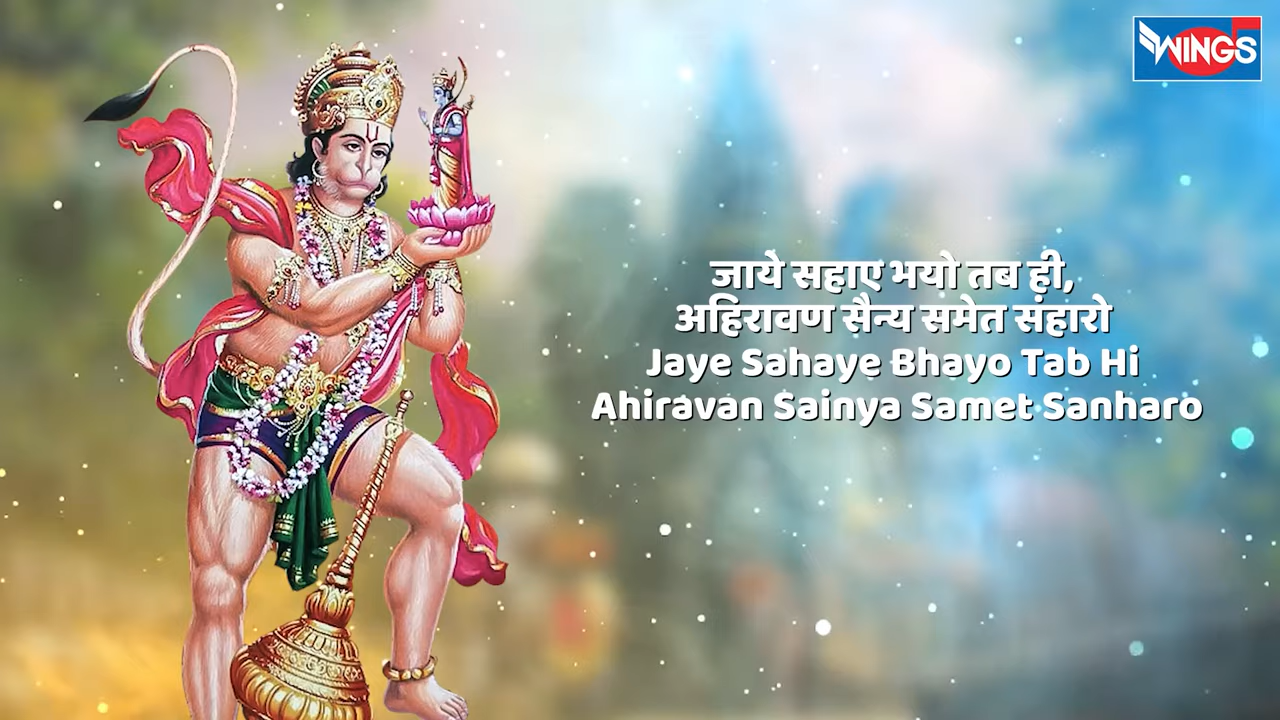 WINGS
जाये सहाए भयो तब ही,
अहिरावण सैन्य समेत संहारो
Jaye Sahaye Bhayo Tab Hi
Ahiravan Sainya Samet Sanharo